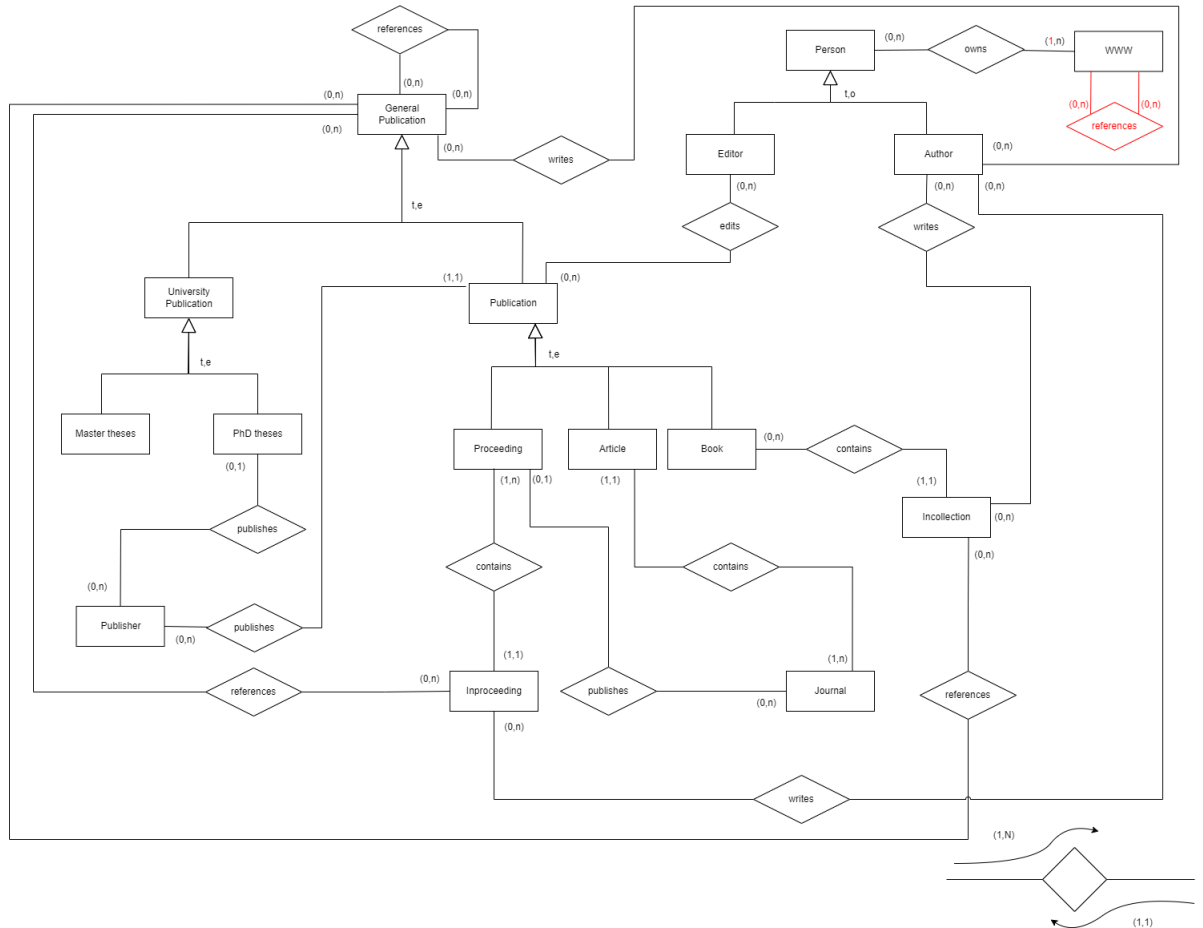 references
Person
(0,n)
owns
(1,n)
WWW
(0,n)
(0,n)
(0,n)
(0,n)
General
Publication
(0,n)
t,o
(0,n)
(0,n)
references
(0,n)
(0,n)
writes
Editor
Author
(0,n)
(0,n)
(0,n)
(0,n)
t,e
edits
writes
(1,1)
(0,n)
University
Publication
Publication
t,e
t,e
Master theses
PhD theses
Proceeding
Article
Book
(0,n)
contains
(0,1)
(1,n)
(0,1)
(1,1)
(1,1)
Incollection
(0,n)
publishes
(0,n)
contains
contains
(0,n)
Publisher
(0,n)
publishes
(1,1)
(1,n)
(0,n)
references
Inproceeding
publishes
Journal
references
(0,n)
(0,n)
writes
(1,N)
(1,1)